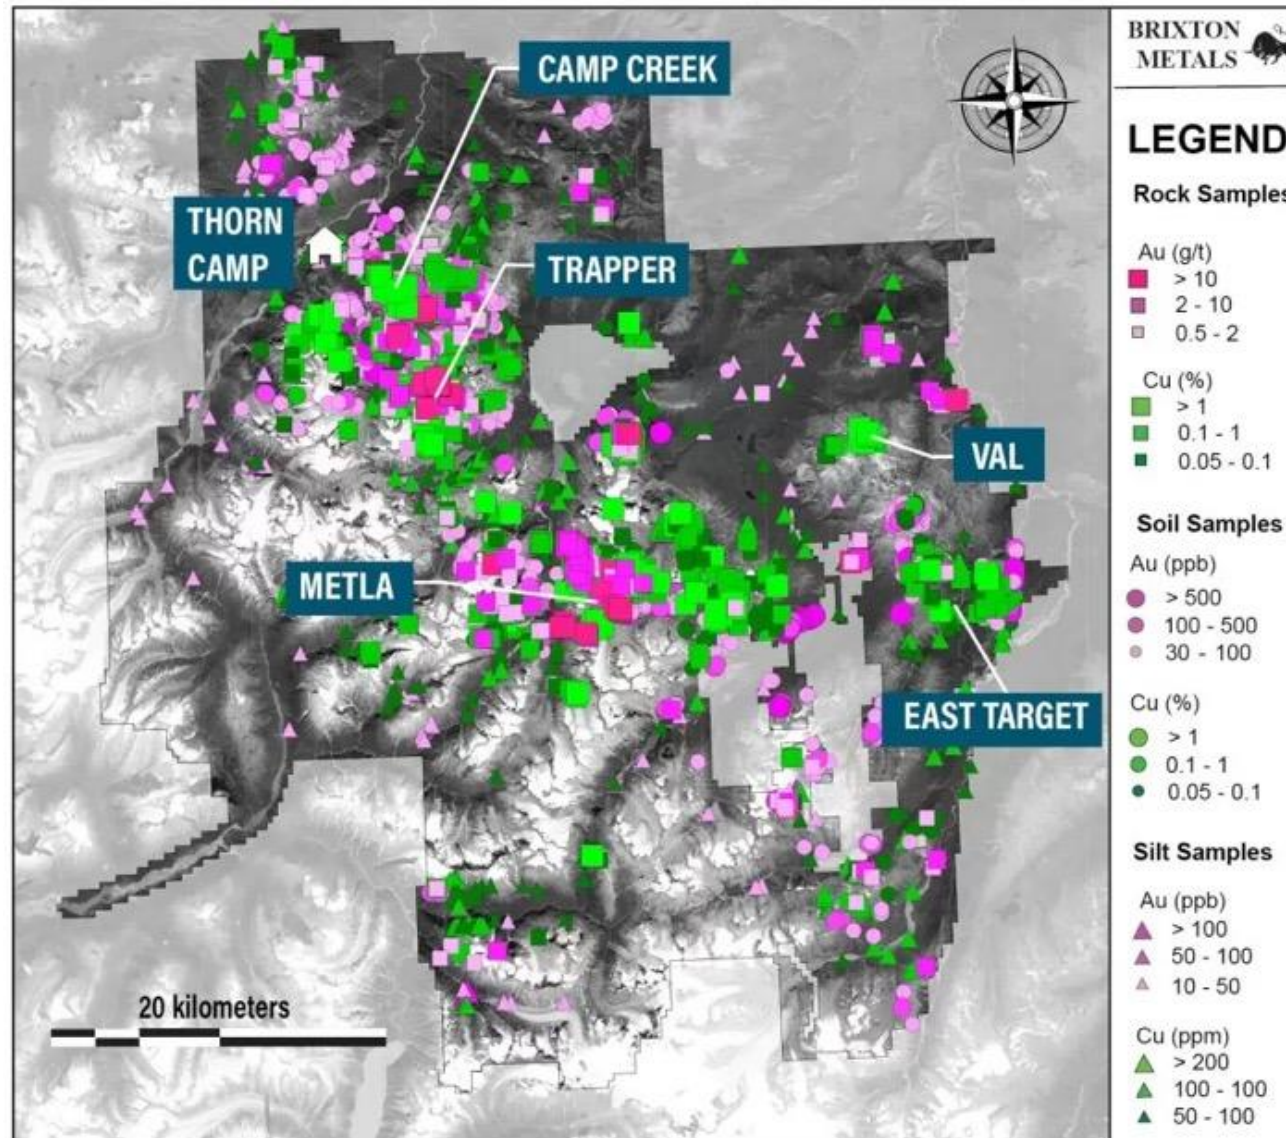 CAMP CREEK
THORN
CAMP
TRAPPER
VAL
METLA
EAST TARGET
20 kilometers
BRIXTON
METALS
LEGEND
Rock Samples
Au (g/t)
> 10
2 - 10
0.5 - 2
Cu (%)
> 1
0.1 - 1
0.05 - 0.1
Soil Samples
Au (ppb)
> 500
100 - 500
30 - 100
Cu (%)
> 1
0.1 - 1
0.05 - 0.1
Silt Samples
Au (ppb)
> 100
50 - 100
10 - 50
Cu (ppm)
> 200
100 - 100
50 - 100